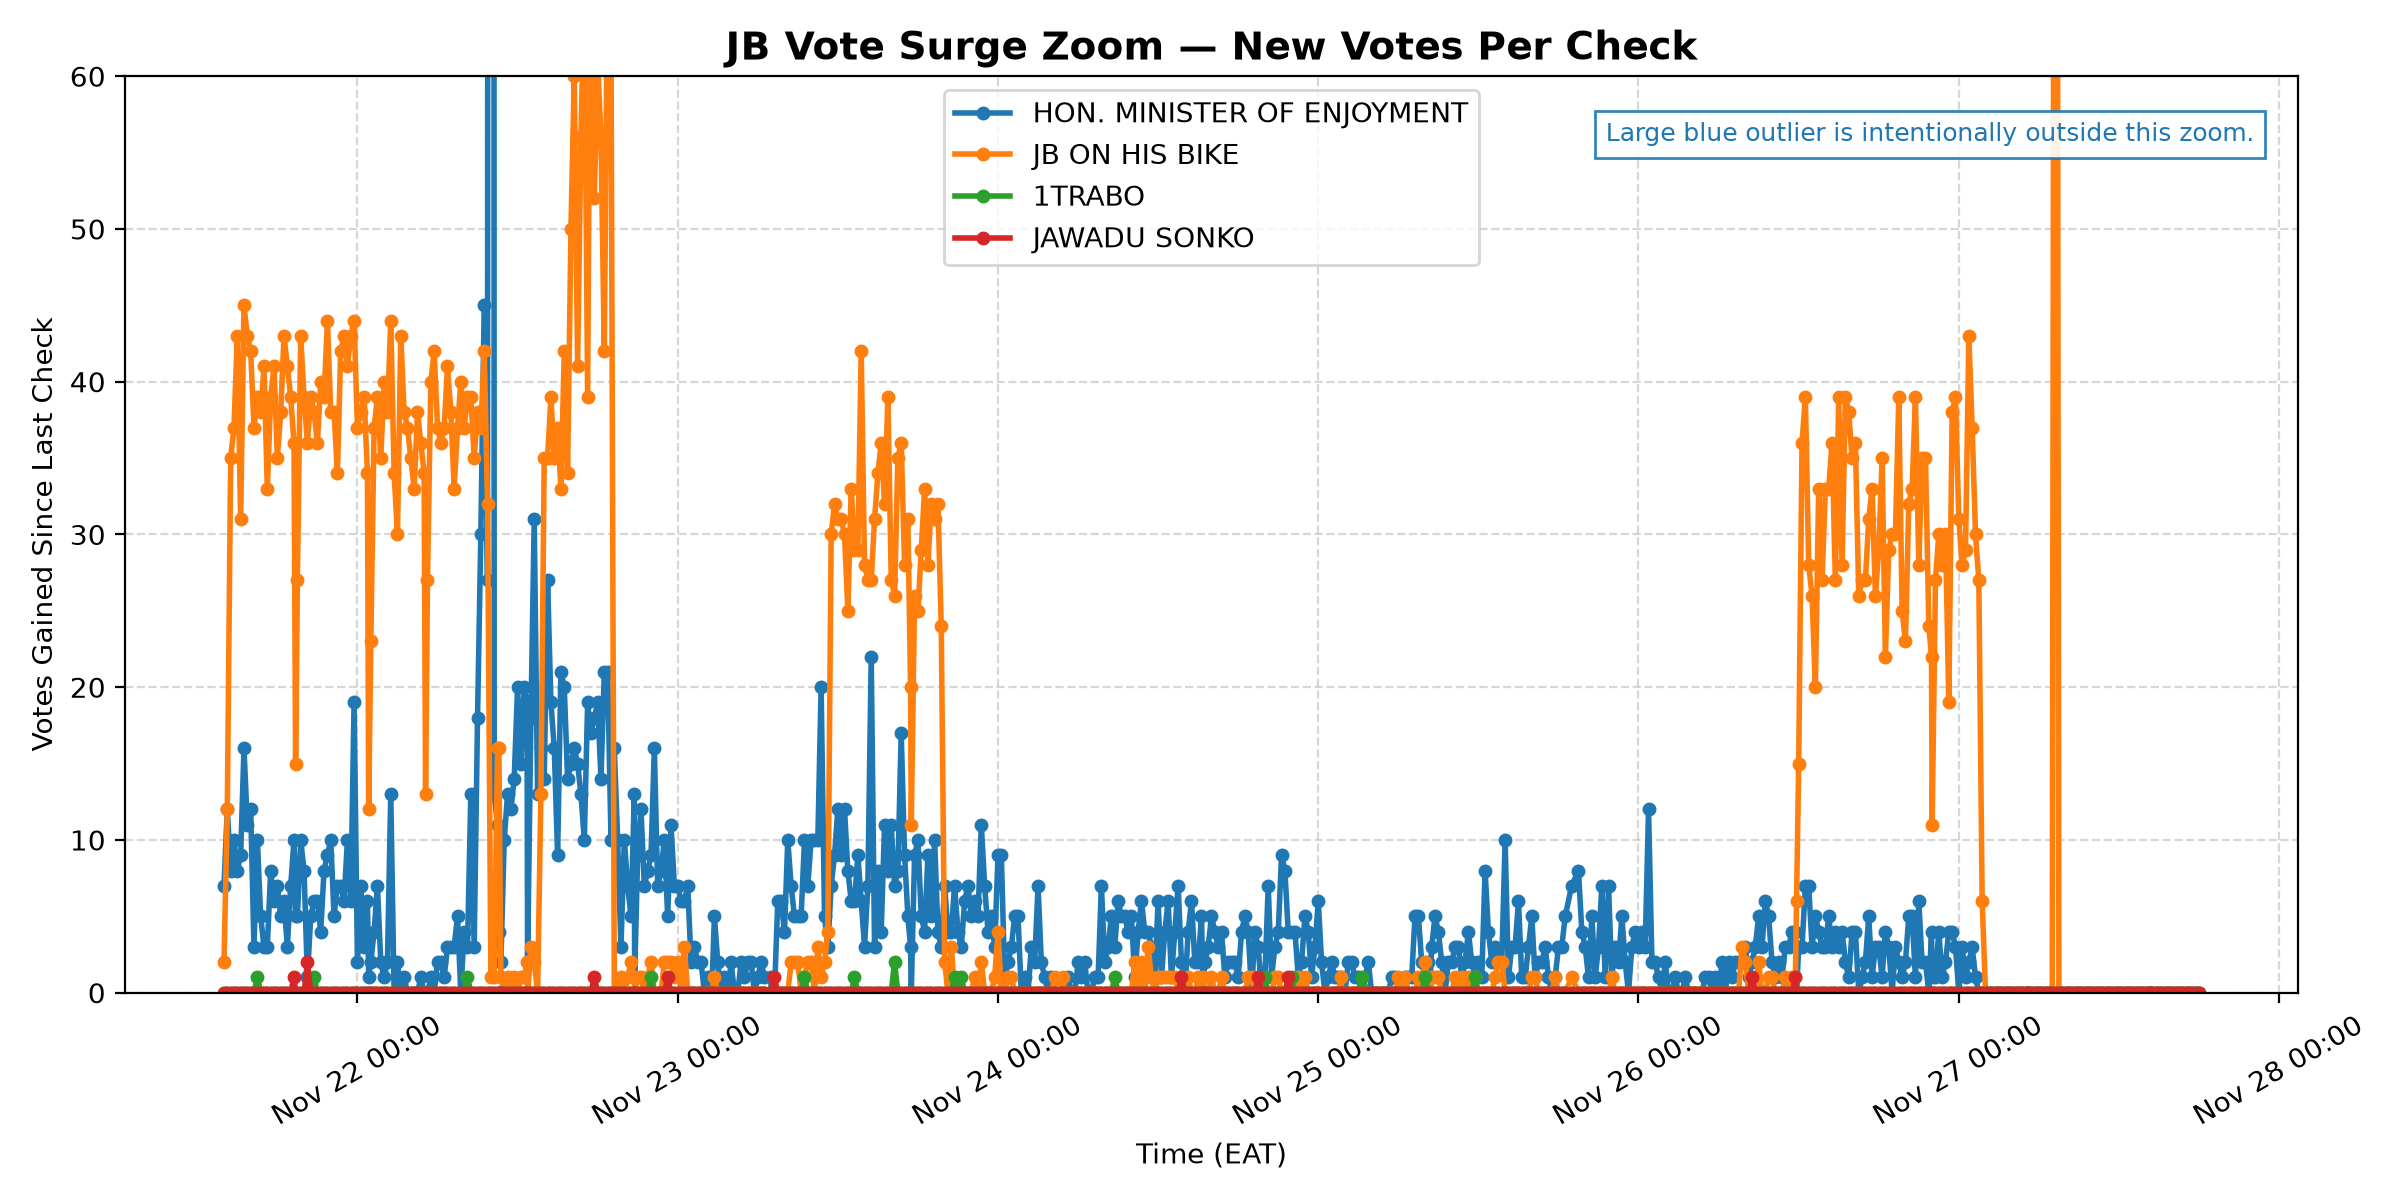 JB Vote Surge Zoom — New Votes Per Check
60
50
40
30
20
10
0
Votes Gained Since Last Check
HON. MINISTER OF ENJOYMENT
JB ON HIS BIKE
1TRABO
JAWADU SONKO
Large blue outlier is intentionally outside this zoom.
Nov 22 00:00
Nov 23 00:00
Nov 24 00:00
Nov 25 00:00
Nov 26 00:00
Nov 27 00:00
Nov 28 00:00
Time (EAT)